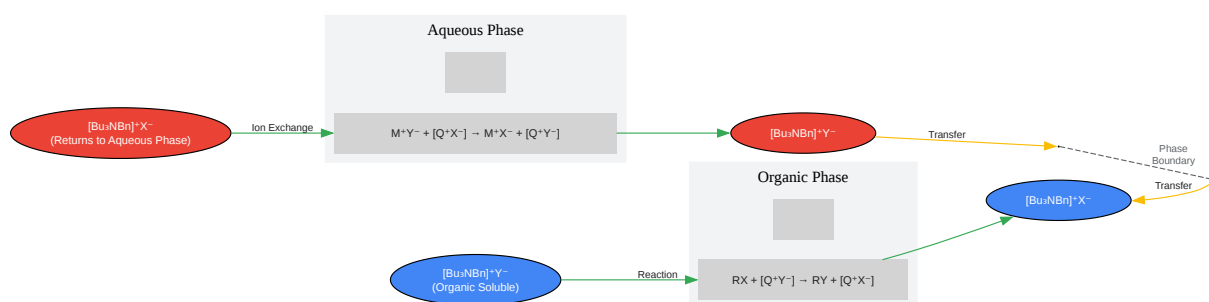 Aqueous Phase
[Bu₃NBn]⁺X⁻
(Returns to Aqueous Phase)
Ion Exchange
M⁺Y⁻ + [Q⁺X⁻] → M⁺X⁻ + [Q⁺Y⁻]
[Bu₃NBn]⁺Y⁻
Transfer
Phase
Boundary
Organic Phase
Transfer
[Bu₃NBn]⁺X⁻
[Bu₃NBn]⁺Y⁻
(Organic Soluble)
Reaction
RX + [Q⁺Y⁻] → RY + [Q⁺X⁻]